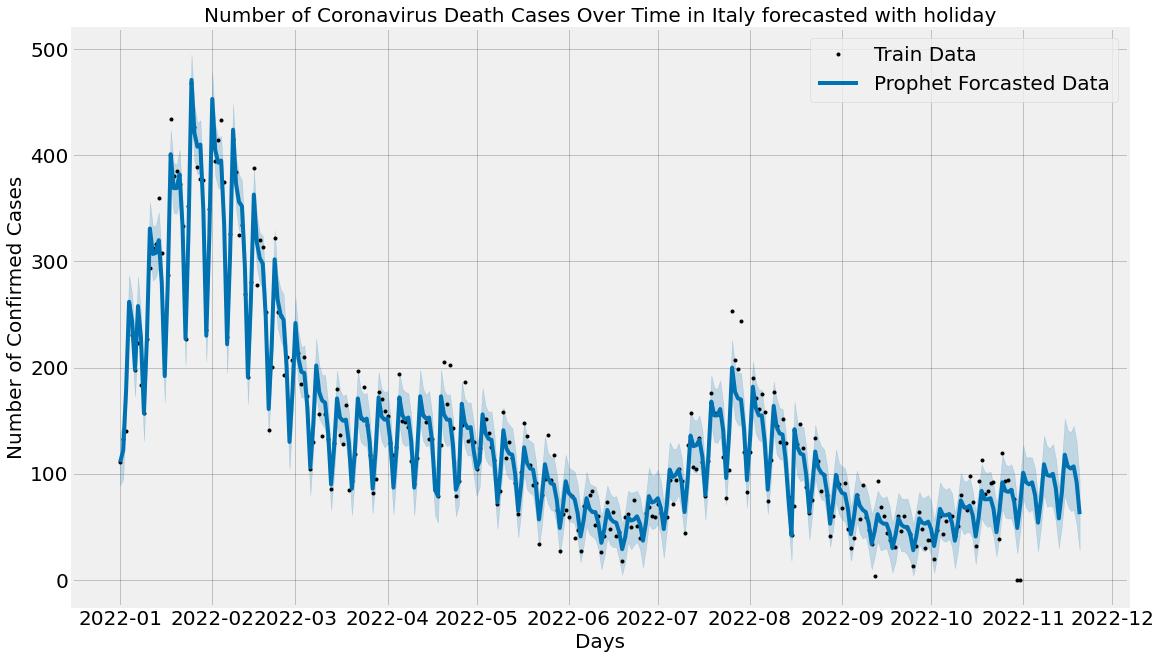 Number of Coronavirus Death Cases Over Time in Italy forecasted with holiday
Train Data
Prophet Forcasted Data
Number of Confirmed Cases
500
400
300
200
100
0
2022-01 2022-02 2022-03 2022-04 2022-05 2022-06 2022-07 2022-08 2022-09 2022-10 2022-11 2022-12
Days